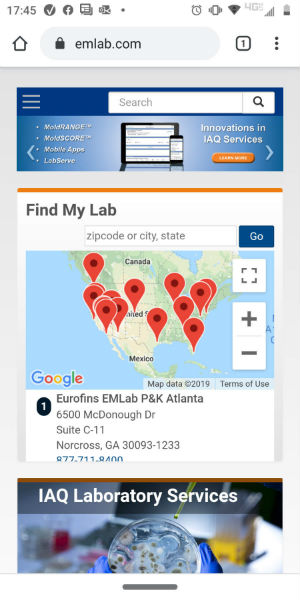 17:45
4G
emlab.com
1
Search
• MoldRANGE™
• MoldSCORE™
• Mobile Apps
• LabServe
Innovations in
IAQ Services
LEARN MORE
Find My Lab
zipcode or city, state
Go
Canada
Mexico
Google
Map data ©2019
Terms of Use
1
Eurofins EMLab P&K Atlanta
6500 McDonough Dr
Suite C-11
Norcross, GA 30093-1233
877-711-8400
IAQ Laboratory Services